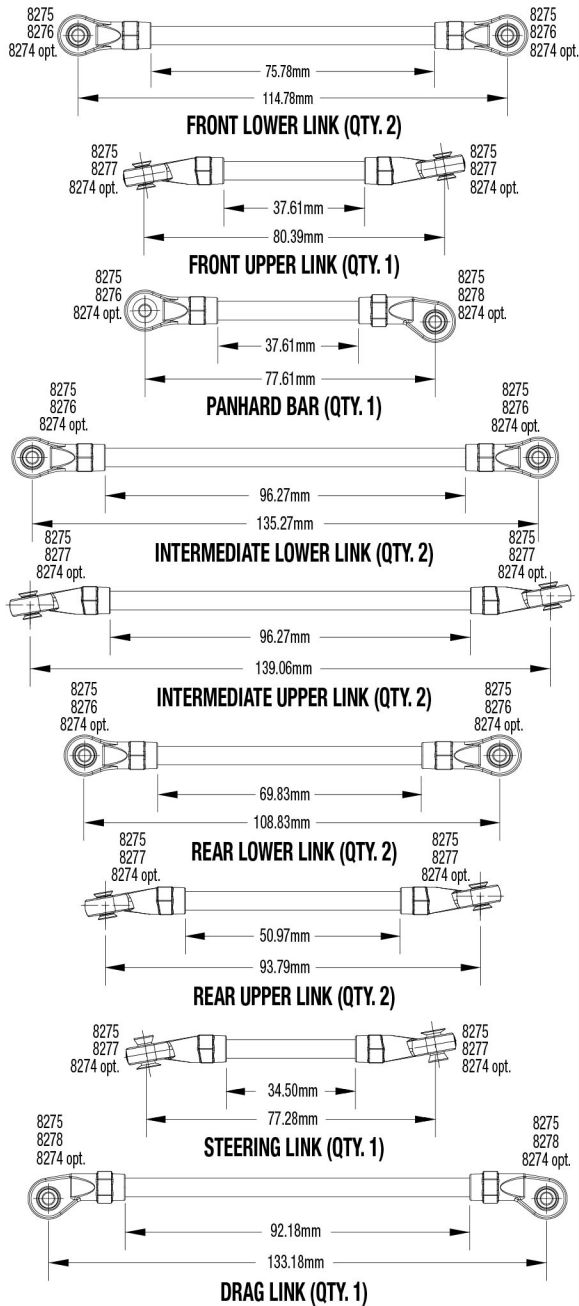 8275
8276
8274 opt.
8275
8276
8274 opt.
75.78mm
114.78mm
FRONT LOWER LINK (QTY. 2)
8275
8277
8274 opt.
8275
8277
8274 opt.
37.61mm
80.39mm
FRONT UPPER LINK (QTY. 1)
8275
8276
8274 opt.
8275
8278
8274 opt.
37.61mm
77.61mm
PANHARD BAR (QTY. 1)
8275
8276
8274 opt.
8275
8276
8274 opt.
96.27mm
135.27mm
INTERMEDIATE LOWER LINK (QTY. 2)
8275
8277
8274 opt.
8275
8277
8274 opt.
96.27mm
139.06mm
INTERMEDIATE UPPER LINK (QTY. 2)
8275
8276
8274 opt.
8275
8276
8274 opt.
69.83mm
108.83mm
REAR LOWER LINK (QTY. 2)
8275
8277
8274 opt.
8275
8277
8274 opt.
50.97mm
93.79mm
REAR UPPER LINK (QTY. 2)
8275
8277
8274 opt.
8275
8277
8274 opt.
34.50mm
77.28mm
STEERING LINK (QTY. 1)
8275
8278
8274 opt.
8275
8278
8274 opt.
92.18mm
133.18mm
DRAG LINK (QTY. 1)